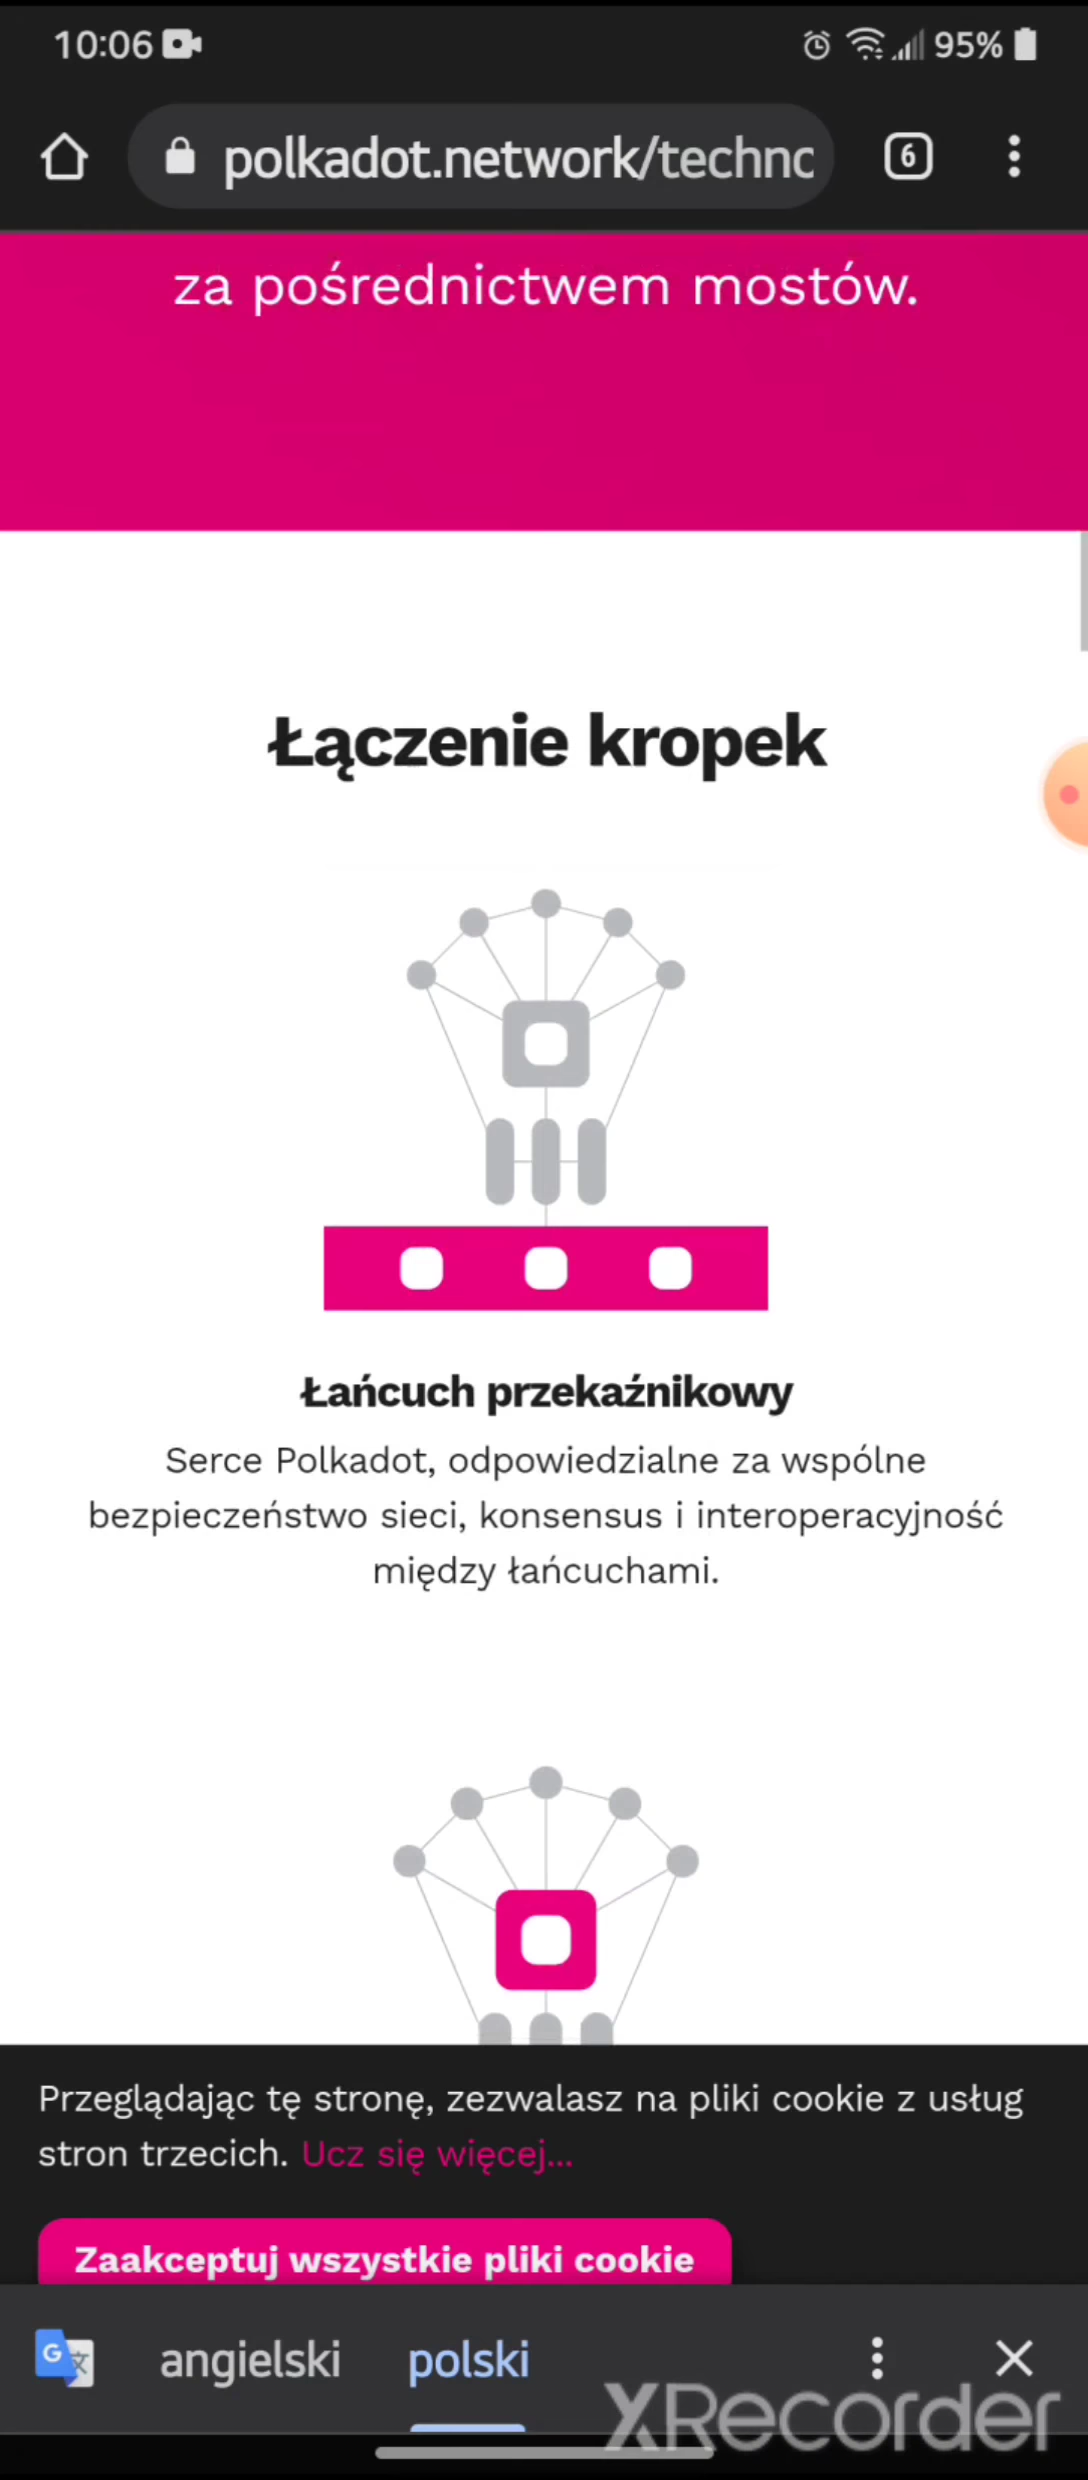 10:06
95%
polkadot.network/techno
6
za pośrednictwem mostów.
Łączenie kropek
Łańcuch przekaźnikowy
Serce Polkadot, odpowiedzialne za wspólne
bezpieczeństwo sieci, konsensus i interoperacyjność
między łańcuchami.
Przeglądając tę stronę, zezwalasz na pliki cookie z usług
stron trzecich. Ucz się więcej...
Zaakceptuj wszystkie pliki cookie
G 文
angielski
polski
XRecorder